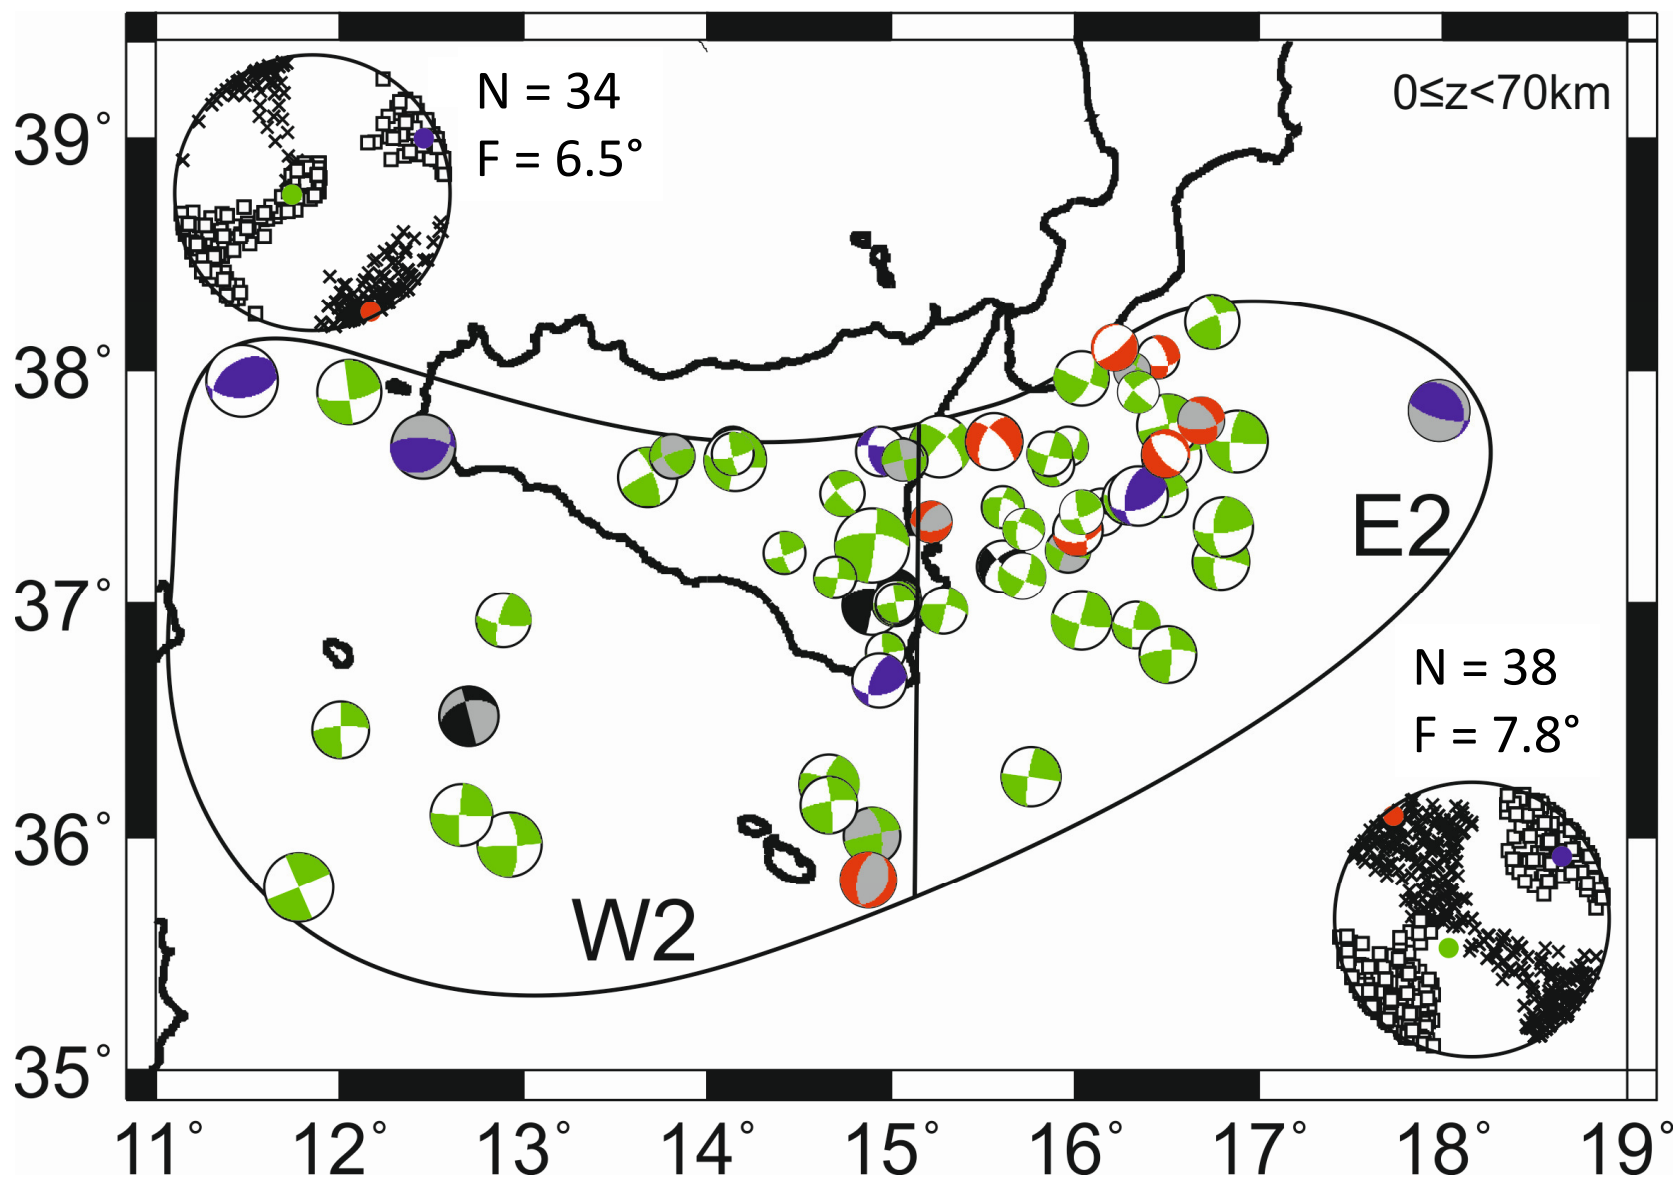 N = 34
F = 6.5°
0≤z<70km
39°
38°
37°
36°
35°
E2
W2
N = 38
F = 7.8°
11° 12° 13° 14° 15° 16° 17° 18° 19°